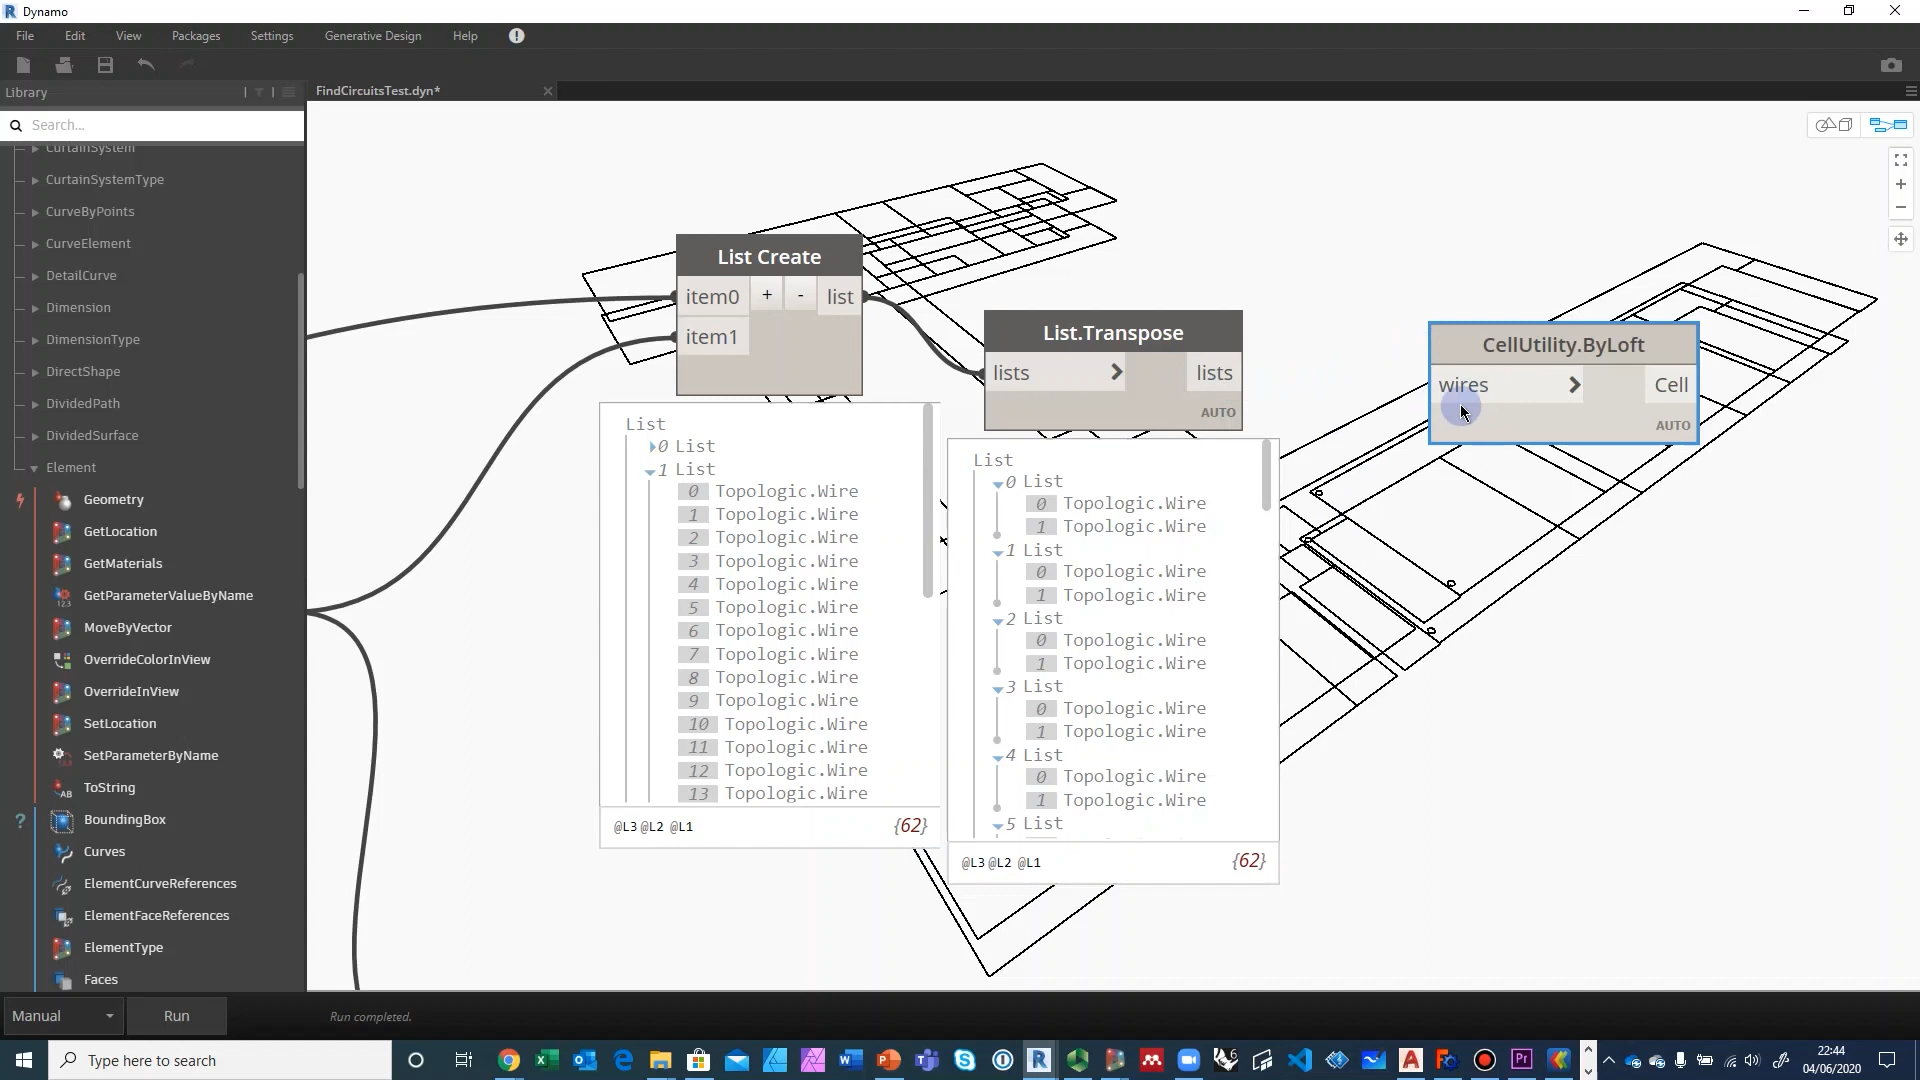 Dynamo
File Edit View Packages Settings Generative Design Help
Library
FindCircuitsTest.dyn*
Search...
CurtainSystem
CurtainSystemType
CurveByPoints
CurveElement
DetailCurve
Dimension
DimensionType
DirectShape
DividedPath
DividedSurface
Element
Geometry
GetLocation
GetMaterials
GetParameterValueByName
MoveByVector
OverrideColorInView
OverrideInView
SetLocation
SetParameterByName
ToString
BoundingBox
Curves
ElementCurveReferences
ElementFaceReferences
ElementType
Faces
List Create
item0 + - list
item1
List
0 List
1 List
0 Topologic.Wire
1 Topologic.Wire
2 Topologic.Wire
3 Topologic.Wire
4 Topologic.Wire
5 Topologic.Wire
6 Topologic.Wire
7 Topologic.Wire
8 Topologic.Wire
9 Topologic.Wire
10 Topologic.Wire
11 Topologic.Wire
12 Topologic.Wire
13 Topologic.Wire
@L3 @L2 @L1 {62}
List.Transpose
lists > lists
AUTO
List
0 List
0 Topologic.Wire
1 Topologic.Wire
1 List
0 Topologic.Wire
1 Topologic.Wire
2 List
0 Topologic.Wire
1 Topologic.Wire
3 List
0 Topologic.Wire
1 Topologic.Wire
4 List
0 Topologic.Wire
1 Topologic.Wire
5 List
@L3 @L2 @L1 {62}
CellUtility.ByLoft
wires > Cell
AUTO
Manual Run Run completed.
Type here to search
22:44
04/06/2020